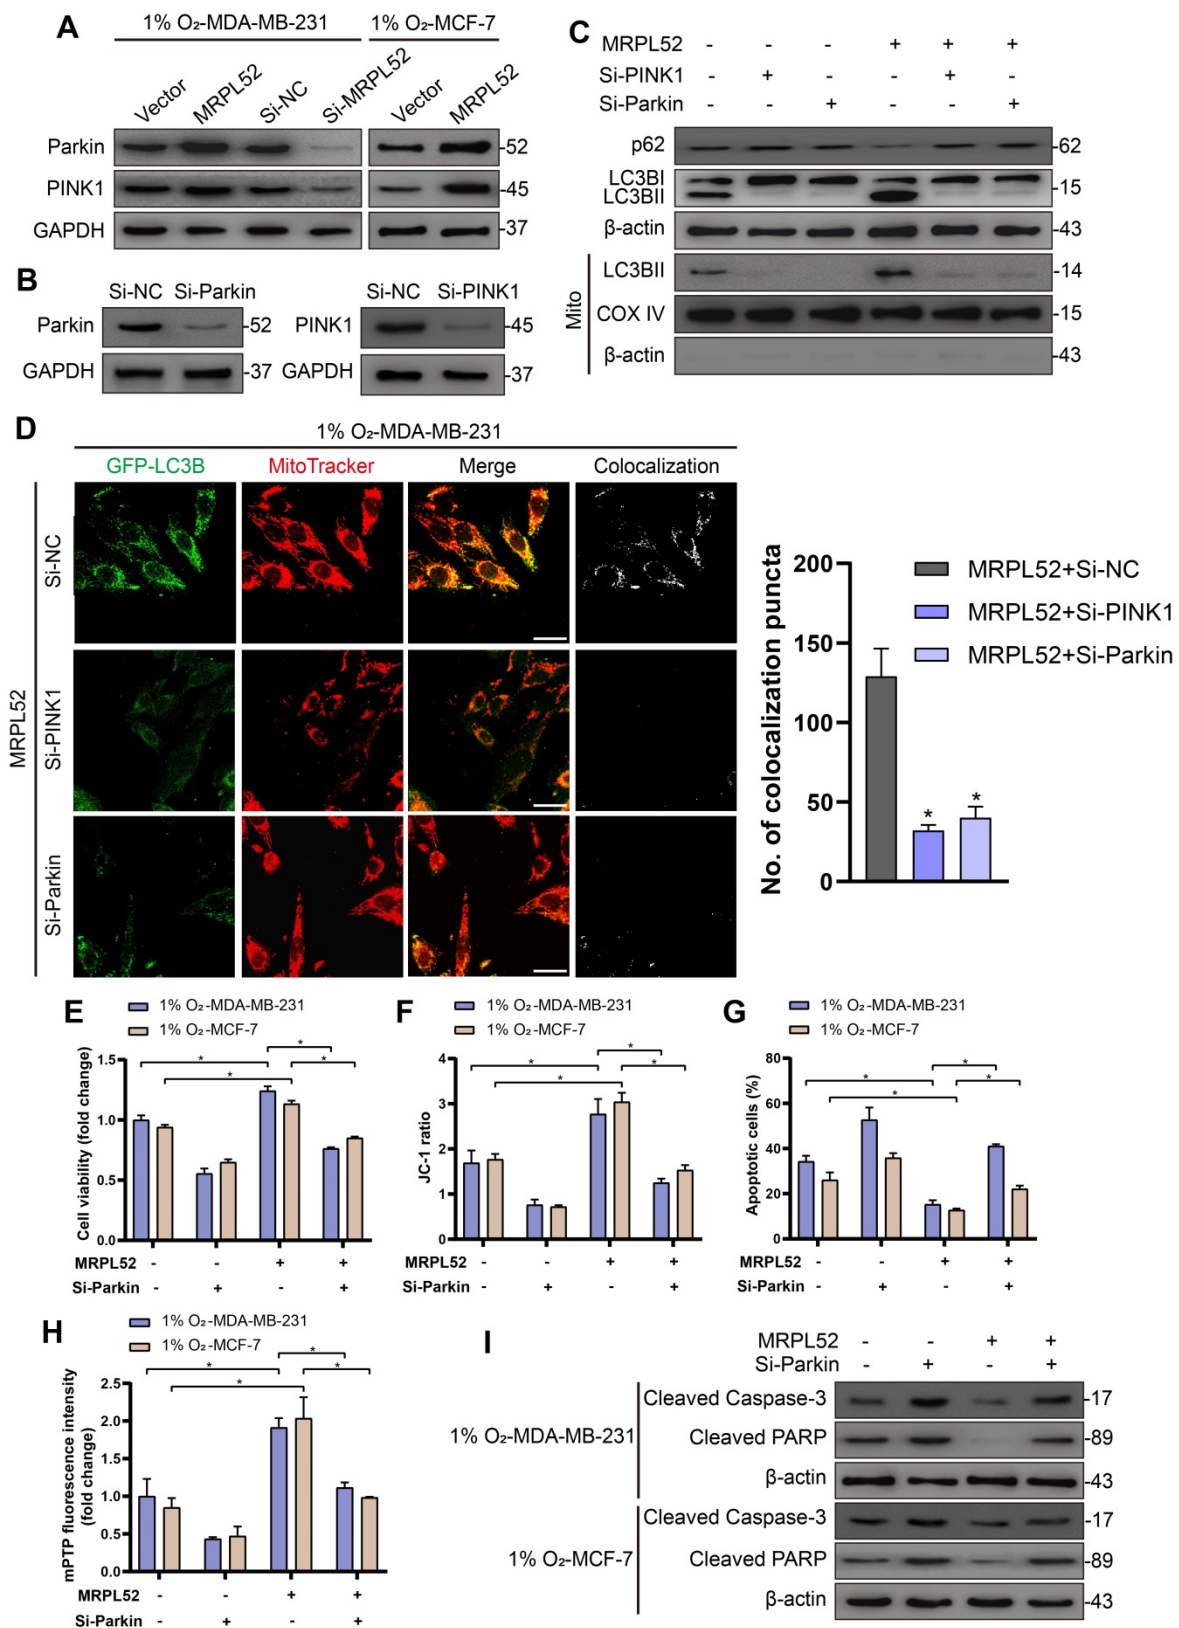 A
1% O₂-MDA-MB-231 1% O₂-MCF-7
Vector MRPL52 Si-NC Si-MRPL52 Vector MRPL52
Parkin -52
PINK1 -45
GAPDH -37
B
Si-NC Si-Parkin
Parkin -52
GAPDH -37
Si-NC Si-PINK1
PINK1 -45
GAPDH -37
C
MRPL52 - - - + + +
Si-PINK1 - + - - + -
Si-Parkin - - + - - +
p62 -62
LC3BI
LC3BII -15
β-actin -43
Mito
LC3BII -14
COX IV -15
β-actin -43
D
1% O₂-MDA-MB-231
GFP-LC3B MitoTracker Merge Colocalization
MRPL52
Si-NC
Si-PINK1
Si-Parkin
No. of colocalization puncta
200
150
100
50
0
* *
MRPL52+Si-NC
MRPL52+Si-PINK1
MRPL52+Si-Parkin
E
1% O₂-MDA-MB-231
1% O₂-MCF-7
Cell viability (fold change)
1.5
1.0
0.5
0.0
* * * *
MRPL52 - - + +
Si-Parkin - + - +
F
1% O₂-MDA-MB-231
1% O₂-MCF-7
JC-1 ratio
4
3
2
1
0
* * * *
MRPL52 - - + +
Si-Parkin - + - +
G
1% O₂-MDA-MB-231
1% O₂-MCF-7
Apoptotic cells (%)
80
60
40
20
0
* * * *
MRPL52 - - + +
Si-Parkin - + - +
H
1% O₂-MDA-MB-231
1% O₂-MCF-7
mPTP fluorescence intensity
(fold change)
2.5
2.0
1.5
1.0
0.5
0.0
* * * *
MRPL52 - - + +
Si-Parkin - + - +
I
MRPL52 - - + +
Si-Parkin - + - +
1% O₂-MDA-MB-231
Cleaved Caspase-3 -17
Cleaved PARP -89
β-actin -43
1% O₂-MCF-7
Cleaved Caspase-3 -17
Cleaved PARP -89
β-actin -43